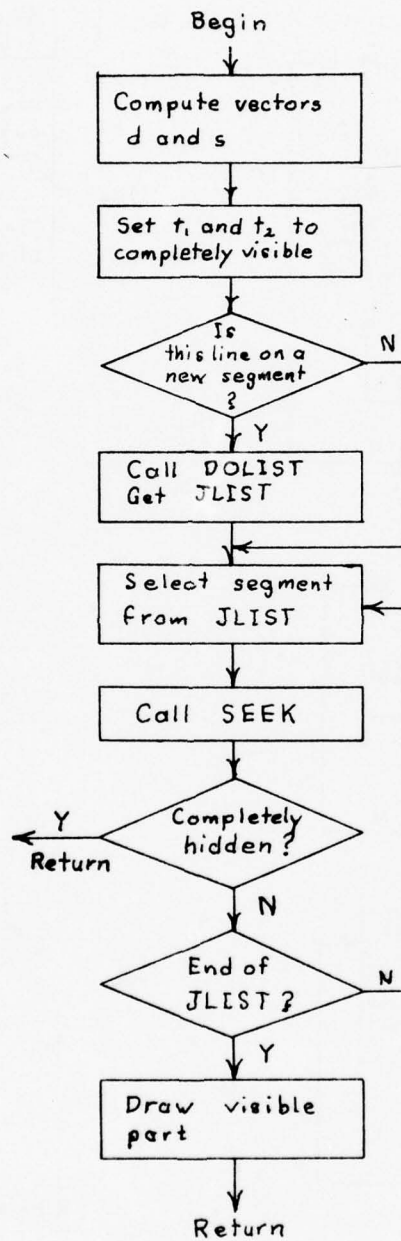 Begin
Compute vectors
d and s
Set t₁ and t₂ to
completely visible
Is
this line on a
new segment
?
N
Y
Call DOLIST
Get JLIST
Select segment
from JLIST
Call SEEK
Y
Completely
hidden?
Return
N
End of
JLIST?
N
Y
Draw visible
part
Return